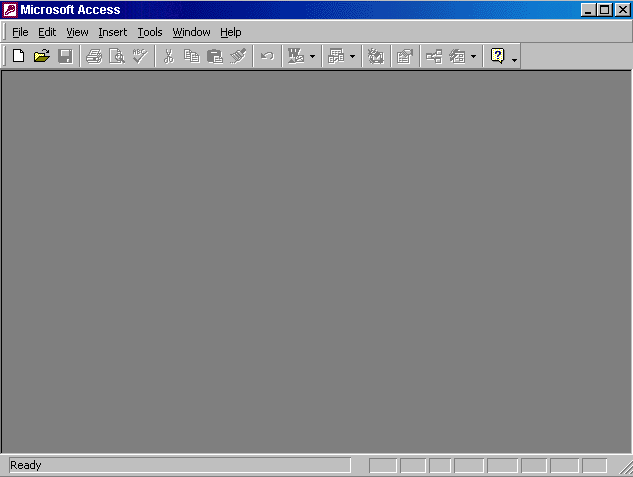 Microsoft Access
File Edit View Insert Tools Window Help
Ready